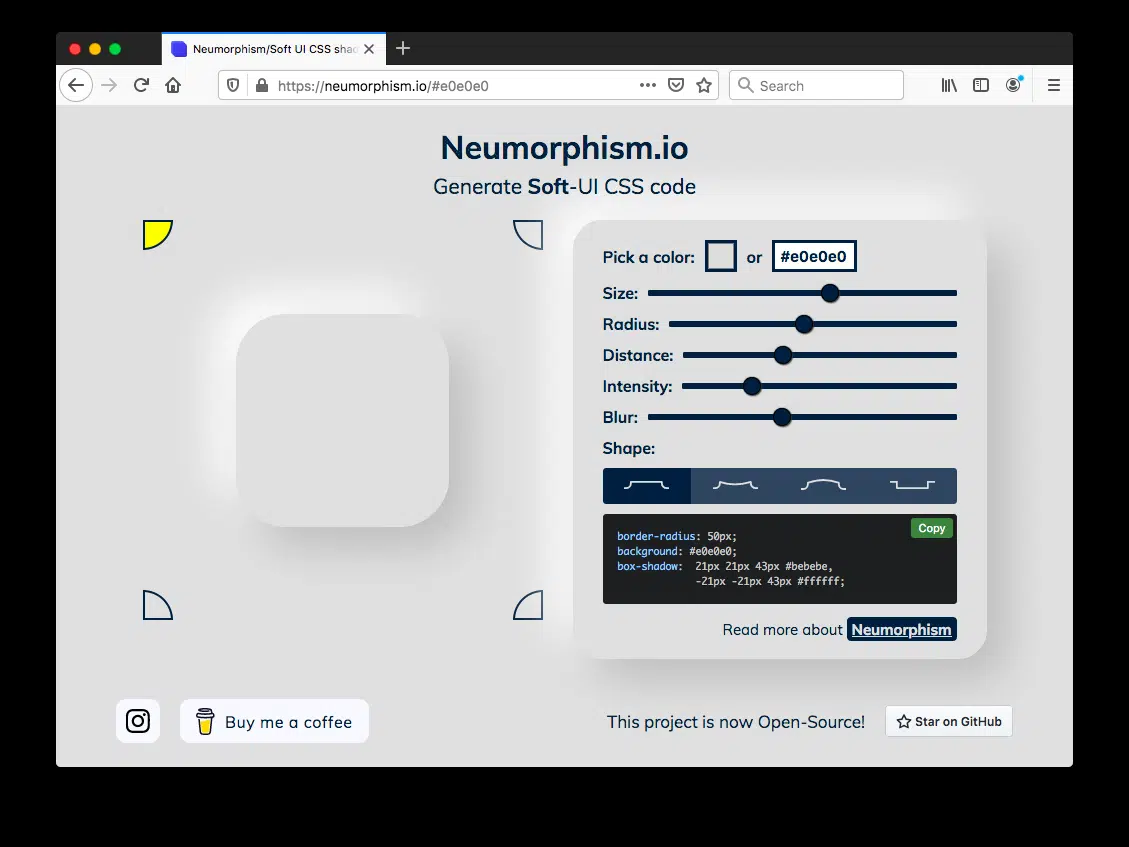 Neumorphism/Soft UI CSS shad
https://neumorphism.io/#e0e0e0
Search
Neumorphism.io
Generate Soft-UI CSS code
Pick a color: or #e0e0e0
Size:
Radius:
Distance:
Intensity:
Blur:
Shape:
Copy
border-radius: 50px;
background: #e0e0e0;
box-shadow: 21px 21px 43px #bebebe,
-21px -21px 43px #ffffff;
Read more about Neumorphism
Buy me a coffee
This project is now Open-Source!
Star on GitHub